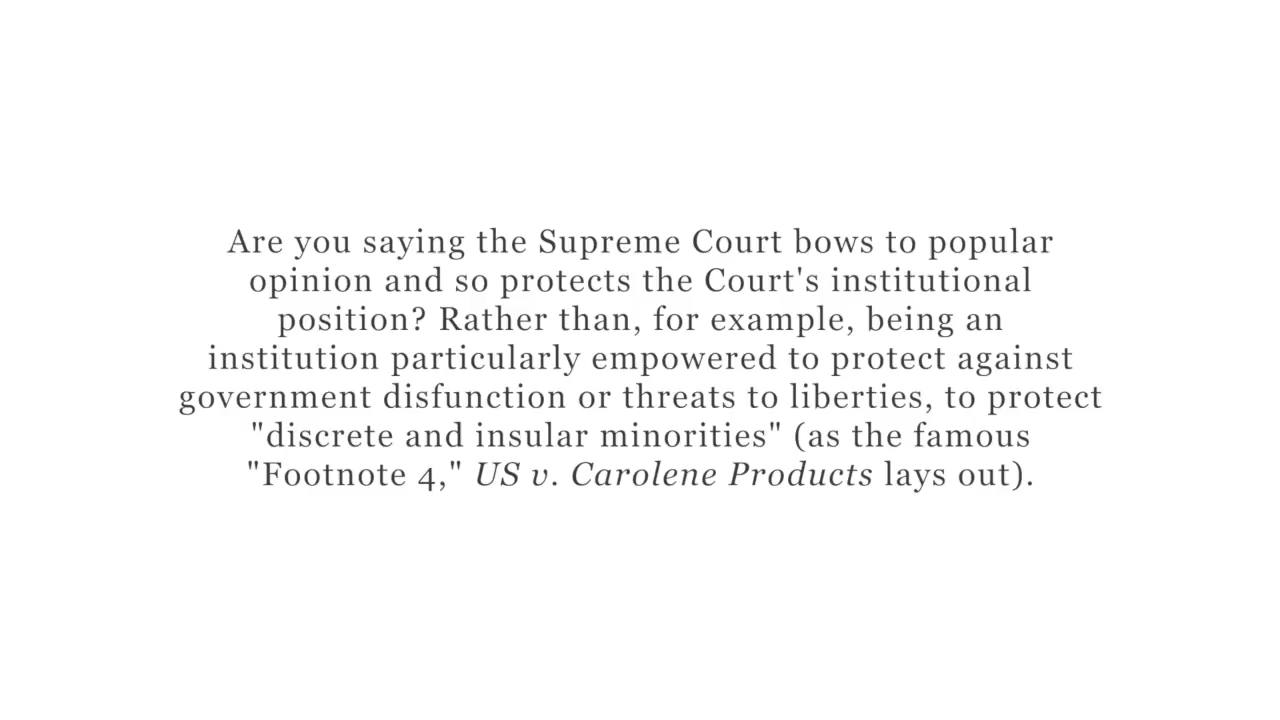 Are you saying the Supreme Court bows to popular
opinion and so protects the Court's institutional
position? Rather than, for example, being an
institution particularly empowered to protect against
government disfunction or threats to liberties, to protect
"discrete and insular minorities" (as the famous
"Footnote 4," US v. Carolene Products lays out).